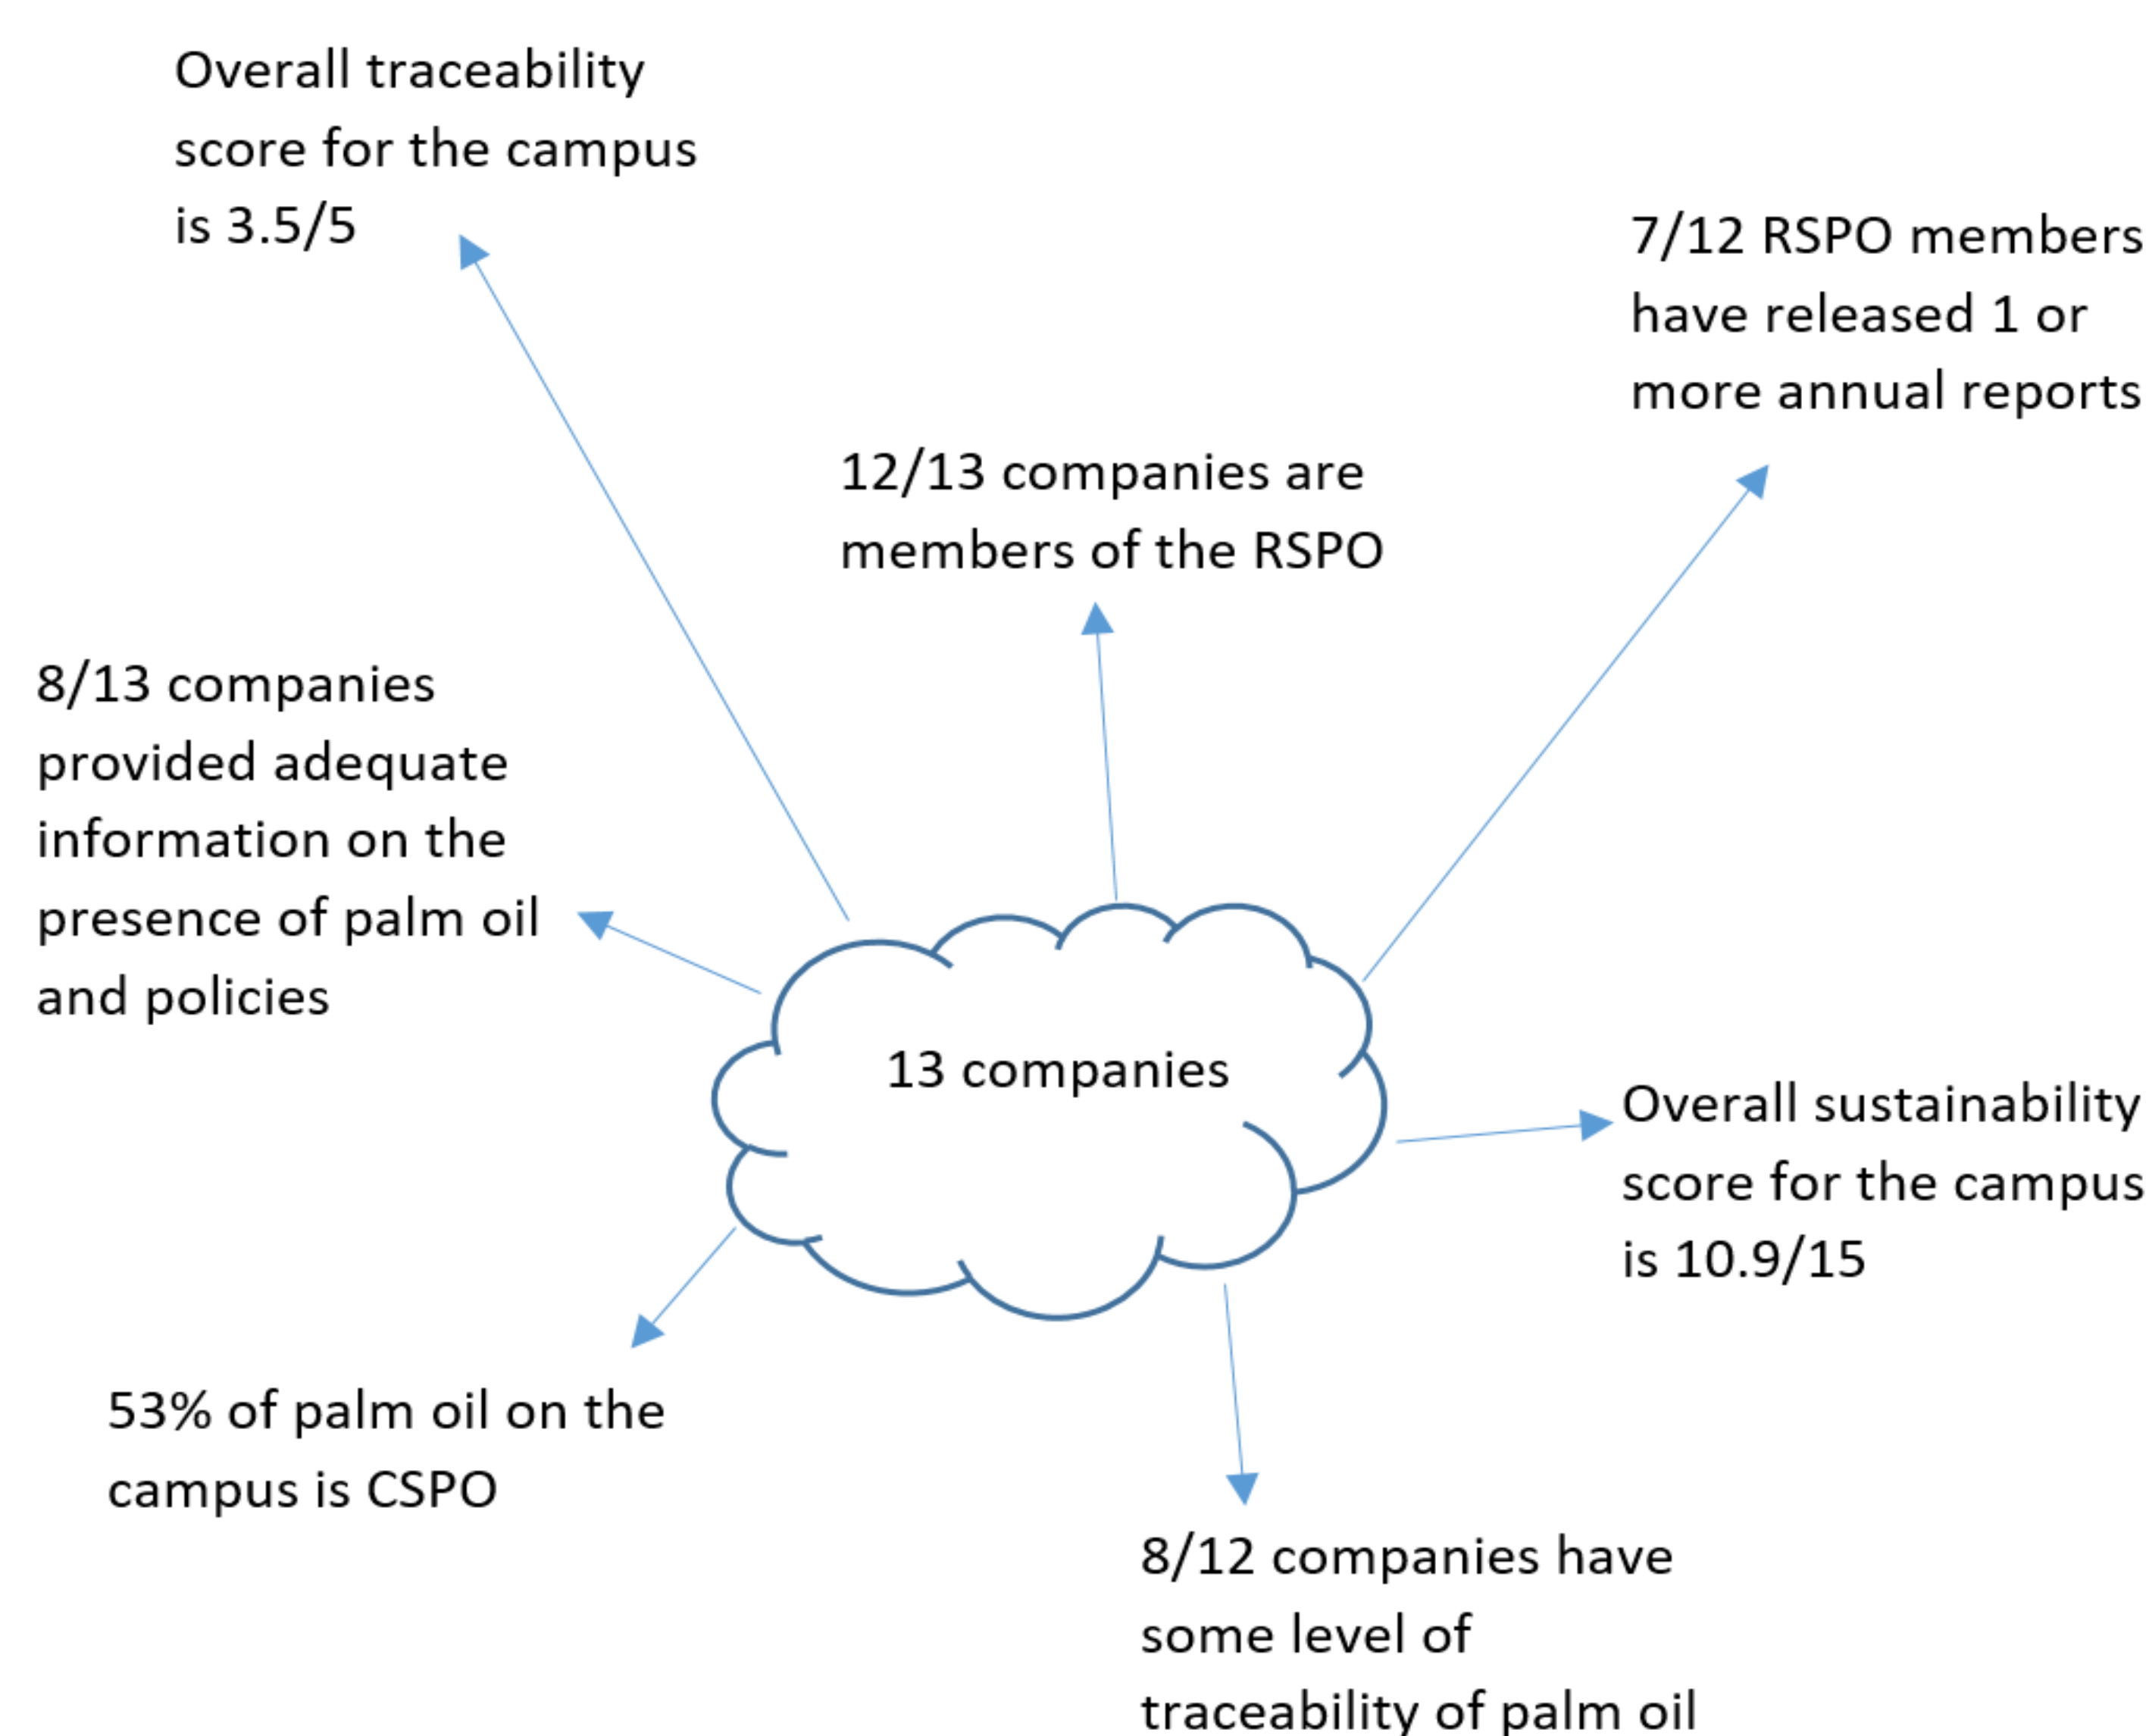 Overall traceability
score for the campus
is 3.5/5
7/12 RSPO members
have released 1 or
more annual reports
12/13 companies are
members of the RSPO
8/13 companies
provided adequate
information on the
presence of palm oil
and policies
13 companies
Overall sustainability
score for the campus
is 10.9/15
53% of palm oil on the
campus is CSPO
8/12 companies have
some level of
traceability of palm oil